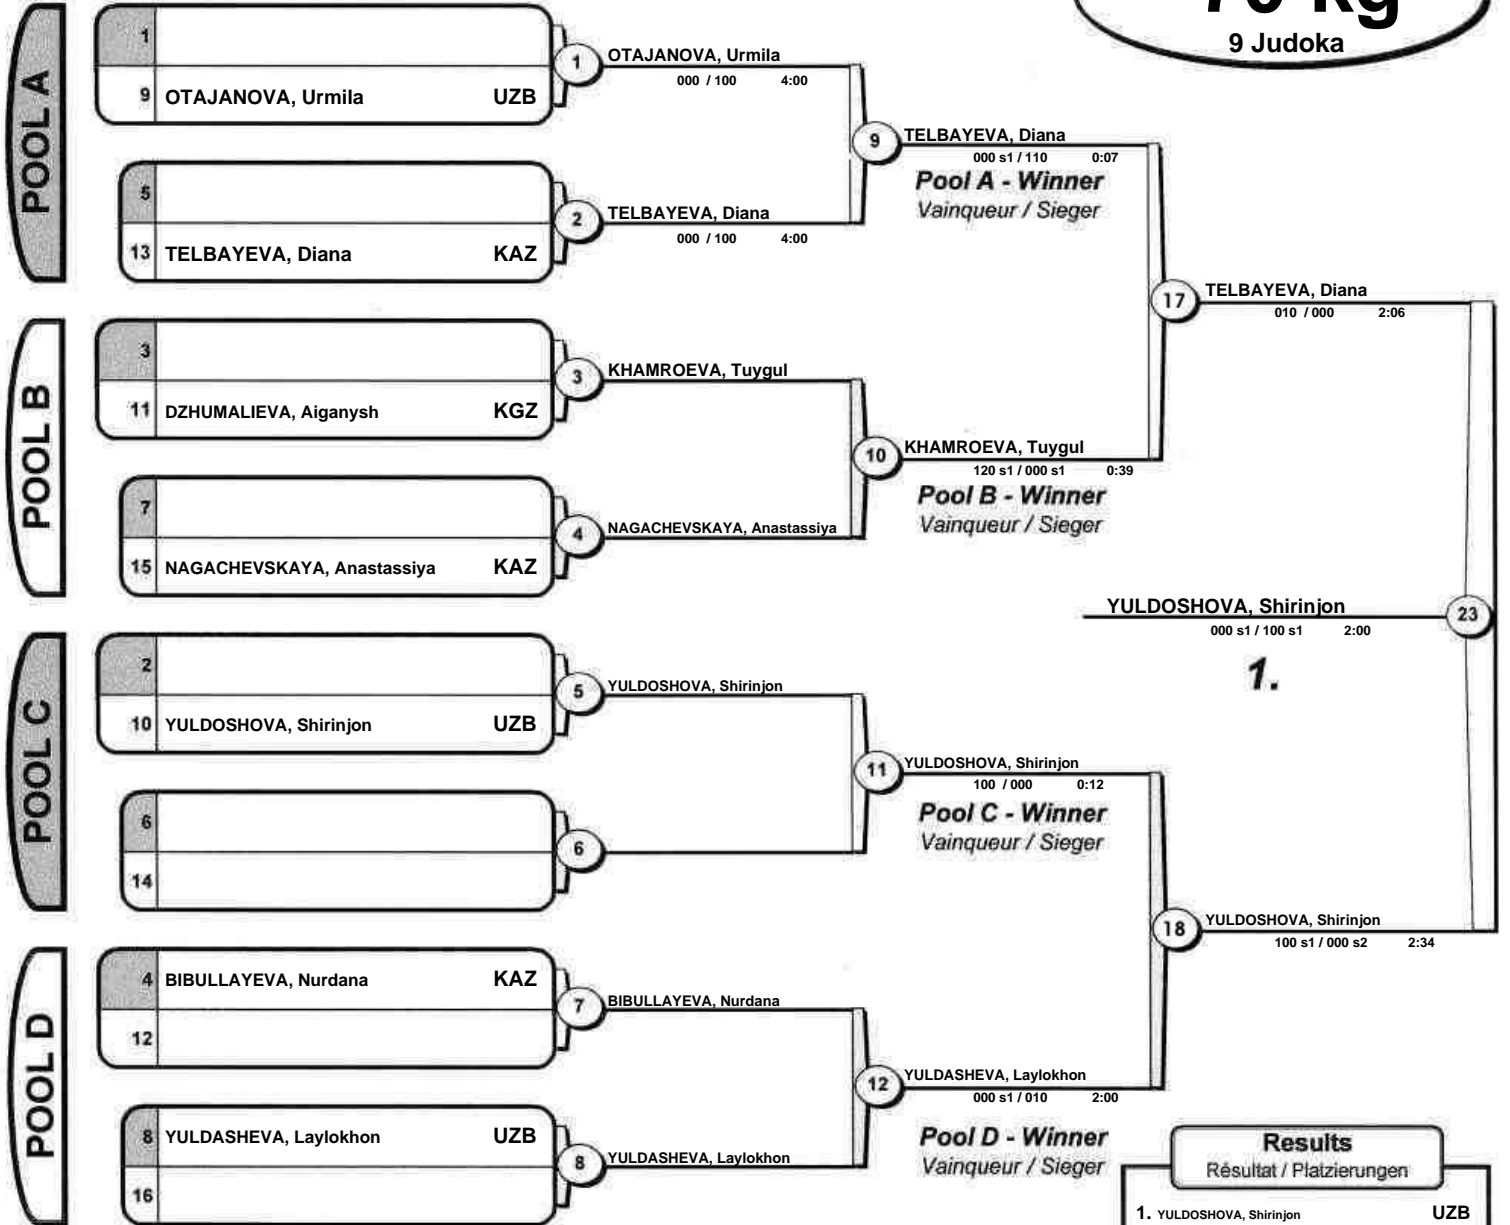 70 kg
9 Judoka
POOL A
1
9 OTAJANOVA, Urmila UZB
5
13 TELBAYEVA, Diana KAZ
1 OTAJANOVA, Urmila
000 / 100 4:00
2 TELBAYEVA, Diana
000 / 100 4:00
9 TELBAYEVA, Diana
000 s1 / 110 0:07
Pool A - Winner
Vainqueur / Sieger
POOL B
3
11 DZHUMALIEVA, Aiganysh KGZ
7
15 NAGACHEVSKAYA, Anastassiya KAZ
3 KHAMROEVA, Tuygul
4 NAGACHEVSKAYA, Anastassiya
10 KHAMROEVA, Tuygul
120 s1 / 000 s1 0:39
Pool B - Winner
Vainqueur / Sieger
17 TELBAYEVA, Diana
010 / 000 2:06
YULDOSHOVA, Shirinjon 23
000 s1 / 100 s1 2:00
1.
POOL C
2
10 YULDOSHOVA, Shirinjon UZB
6
14
5 YULDOSHOVA, Shirinjon
6
11 YULDOSHOVA, Shirinjon
100 / 000 0:12
Pool C - Winner
Vainqueur / Sieger
18 YULDOSHOVA, Shirinjon
100 s1 / 000 s2 2:34
POOL D
4 BIBULLAYEVA, Nurdana KAZ
12
8 YULDASHEVA, Laylokhon UZB
16
7 BIBULLAYEVA, Nurdana
8 YULDASHEVA, Laylokhon
12 YULDASHEVA, Laylokhon
000 s1 / 010 2:00
Pool D - Winner
Vainqueur / Sieger
Results
Résultat / Platzierungen
1. YULDOSHOVA, Shirinjon UZB